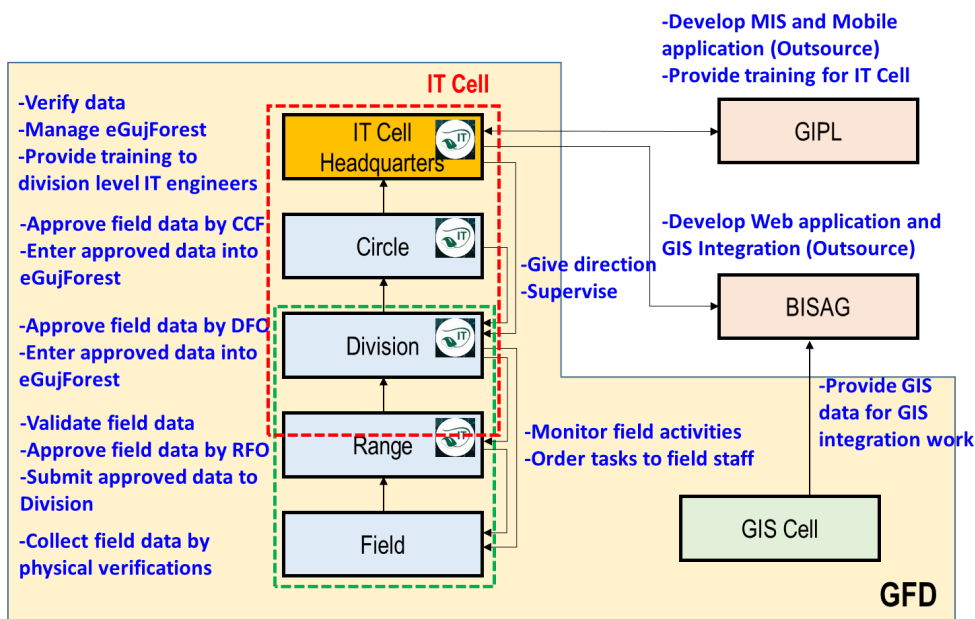 -Develop MIS and Mobile
application (Outsource)
-Provide training for IT Cell
IT Cell
-Verify data
-Manage eGujForest
-Provide training to
division level IT engineers
IT Cell
Headquarters
IT
GIPL
-Approve field data by CCF
-Enter approved data into
eGujForest
Circle
IT
-Develop Web application and
GIS Integration (Outsource)
-Give direction
-Supervise
-Approve field data by DFO
-Enter approved data into
eGujForest
Division
IT
BISAG
-Provide GIS
data for GIS
integration work
-Validate field data
-Approve field data by RFO
-Submit approved data to
Division
Range
IT
-Monitor field activities
-Order tasks to field staff
-Collect field data by
physical verifications
Field
GIS Cell
GFD